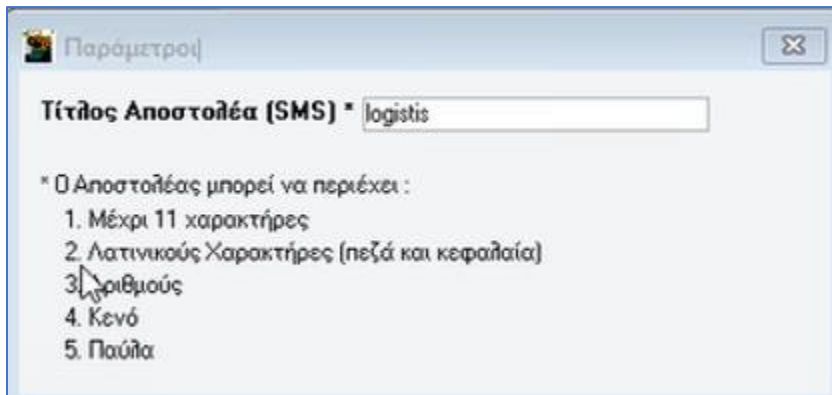 Παράμετροι
Τίτλος Αποστολέα (SMS) * logistis
* Ο Αποστολέας μπορεί να περιέχει :
1. Μέχρι 11 χαρακτήρες
2. Λατινικούς Χαρακτήρες (πεζά και κεφαλαία)
3. Αριθμούς
4. Κενό
5. Παύλα